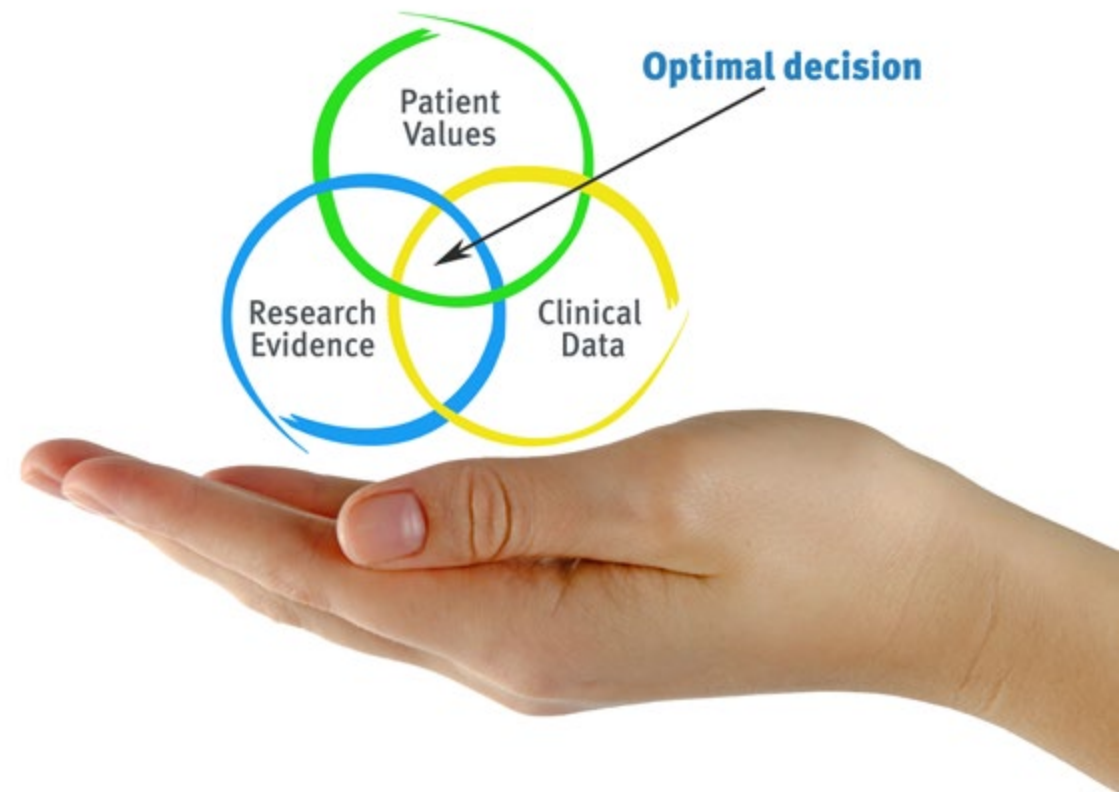 Optimal decision
Patient
Values
Research
Evidence
Clinical
Data